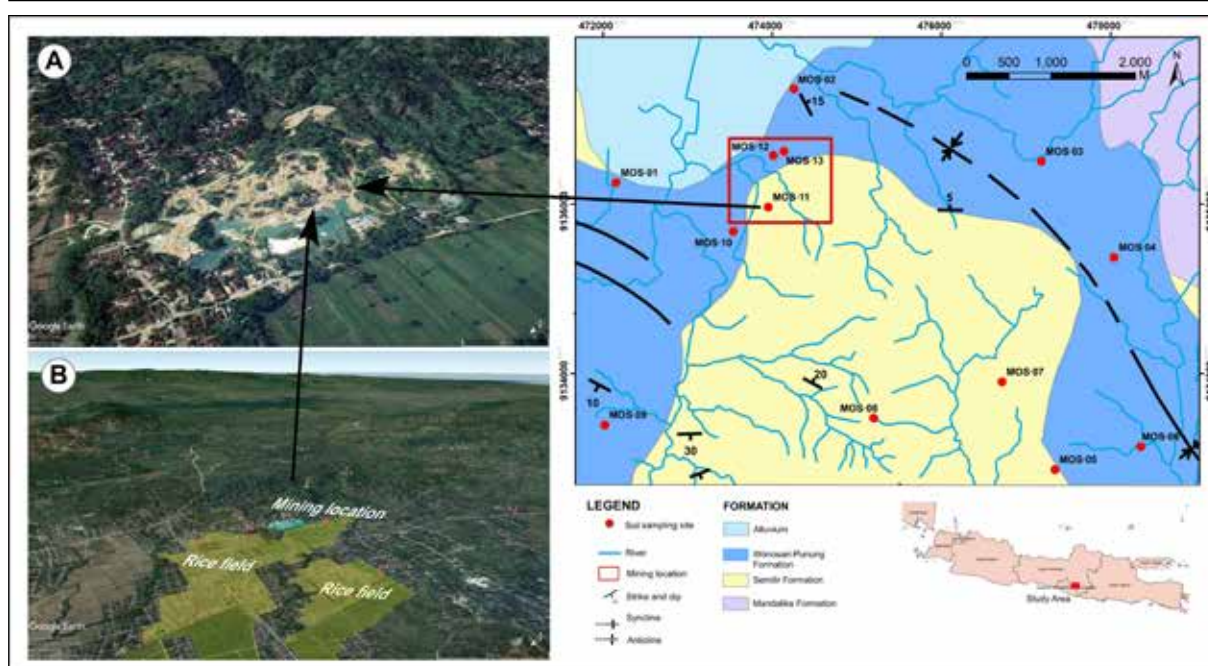 A
Google Earth
B
Mining location
Rice field
Rice field
Google Earth
472000
474000
476000
478000
0 500 1,000 2,000
M
N
MOS-02
15
MOS-12
MOS-13
MOS-03
MOS-01
MOS-11
9136000
5
MOS-10
MOS-04
9134000
20
MOS-07
10
MOS-09
MOS-08
30
MOS-06
MOS-05
LEGEND
Soil sampling site
River
Mining location
Strike and dip
Syncline
Anticline
FORMATION
Alluvium
Wonosari-Punung
Formation
Semilir Formation
Mandalika Formation
Study Area